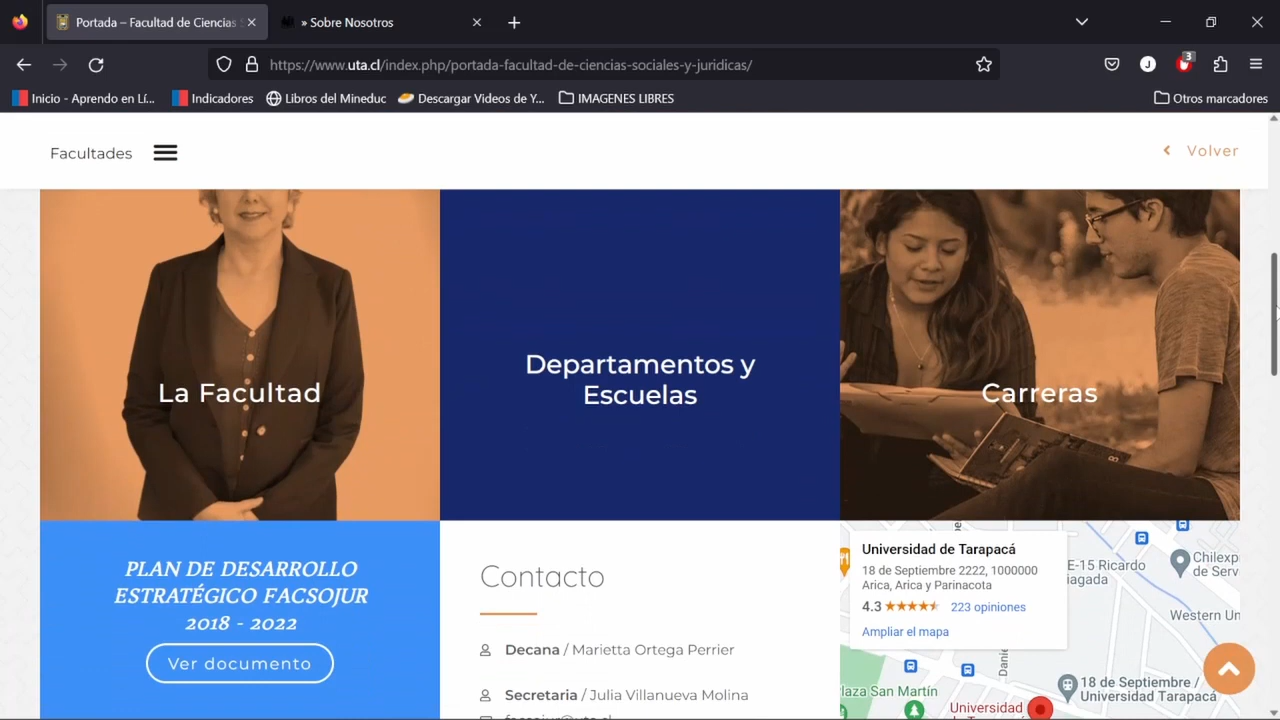 Portada – Facultad de Ciencias
» Sobre Nosotros
https://www.uta.cl/index.php/portada-facultad-de-ciencias-sociales-y-juridicas/
J
3
Inicio - Aprendo en Lí...
Indicadores
Libros del Mineduc
Descargar Videos de Y...
IMAGENES LIBRES
Otros marcadores
Facultades
Volver
La Facultad
Departamentos y
Escuelas
Carreras
PLAN DE DESARROLLO
ESTRATÉGICO FACSOJUR
2018 - 2022
Ver documento
Contacto
Decana / Marietta Ortega Perrier
Secretaria / Julia Villanueva Molina
facsojur@uta.cl
Universidad de Tarapacá
18 de Septiembre 2222, 1000000
Arica, Arica y Parinacota
4.3
223 opiniones
Ampliar el mapa
E-15 Ricardo
Chilexp
de Serv
Western Un
18 de Septiembre /
Universidad Tarapacá
laza San Martín
Universidad